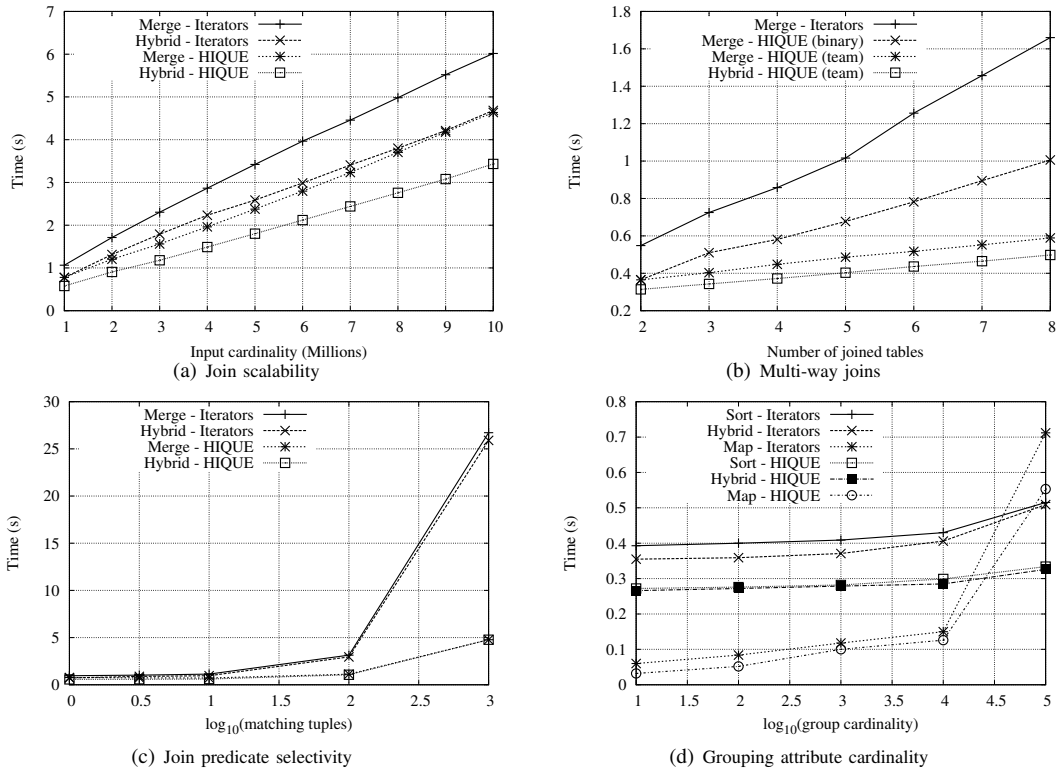 Merge - Iterators
Hybrid - Iterators
Merge - HIQUE
Hybrid - HIQUE
7
6
5
4
3
2
1
0
Time (s)
1 2 3 4 5 6 7 8 9 10
Input cardinality (Millions)
(a) Join scalability
Merge - Iterators
Merge - HIQUE (binary)
Merge - HIQUE (team)
Hybrid - HIQUE (team)
1.8
1.6
1.4
1.2
1
0.8
0.6
0.4
0.2
Time (s)
2 3 4 5 6 7 8
Number of joined tables
(b) Multi-way joins
Merge - Iterators
Hybrid - Iterators
Merge - HIQUE
Hybrid - HIQUE
30
25
20
15
10
5
0
Time (s)
0 0.5 1.0 1.5 2.0 2.5 3
log10(matching tuples)
(c) Join predicate selectivity
Sort - Iterators
Hybrid - Iterators
Map - Iterators
Sort - HIQUE
Hybrid - HIQUE
Map - HIQUE
0.8
0.7
0.6
0.5
0.4
0.3
0.2
0.1
0
Time (s)
1 1.5 2 2.5 3 3.5 4 4.5 5
log10(group cardinality)
(d) Grouping attribute cardinality